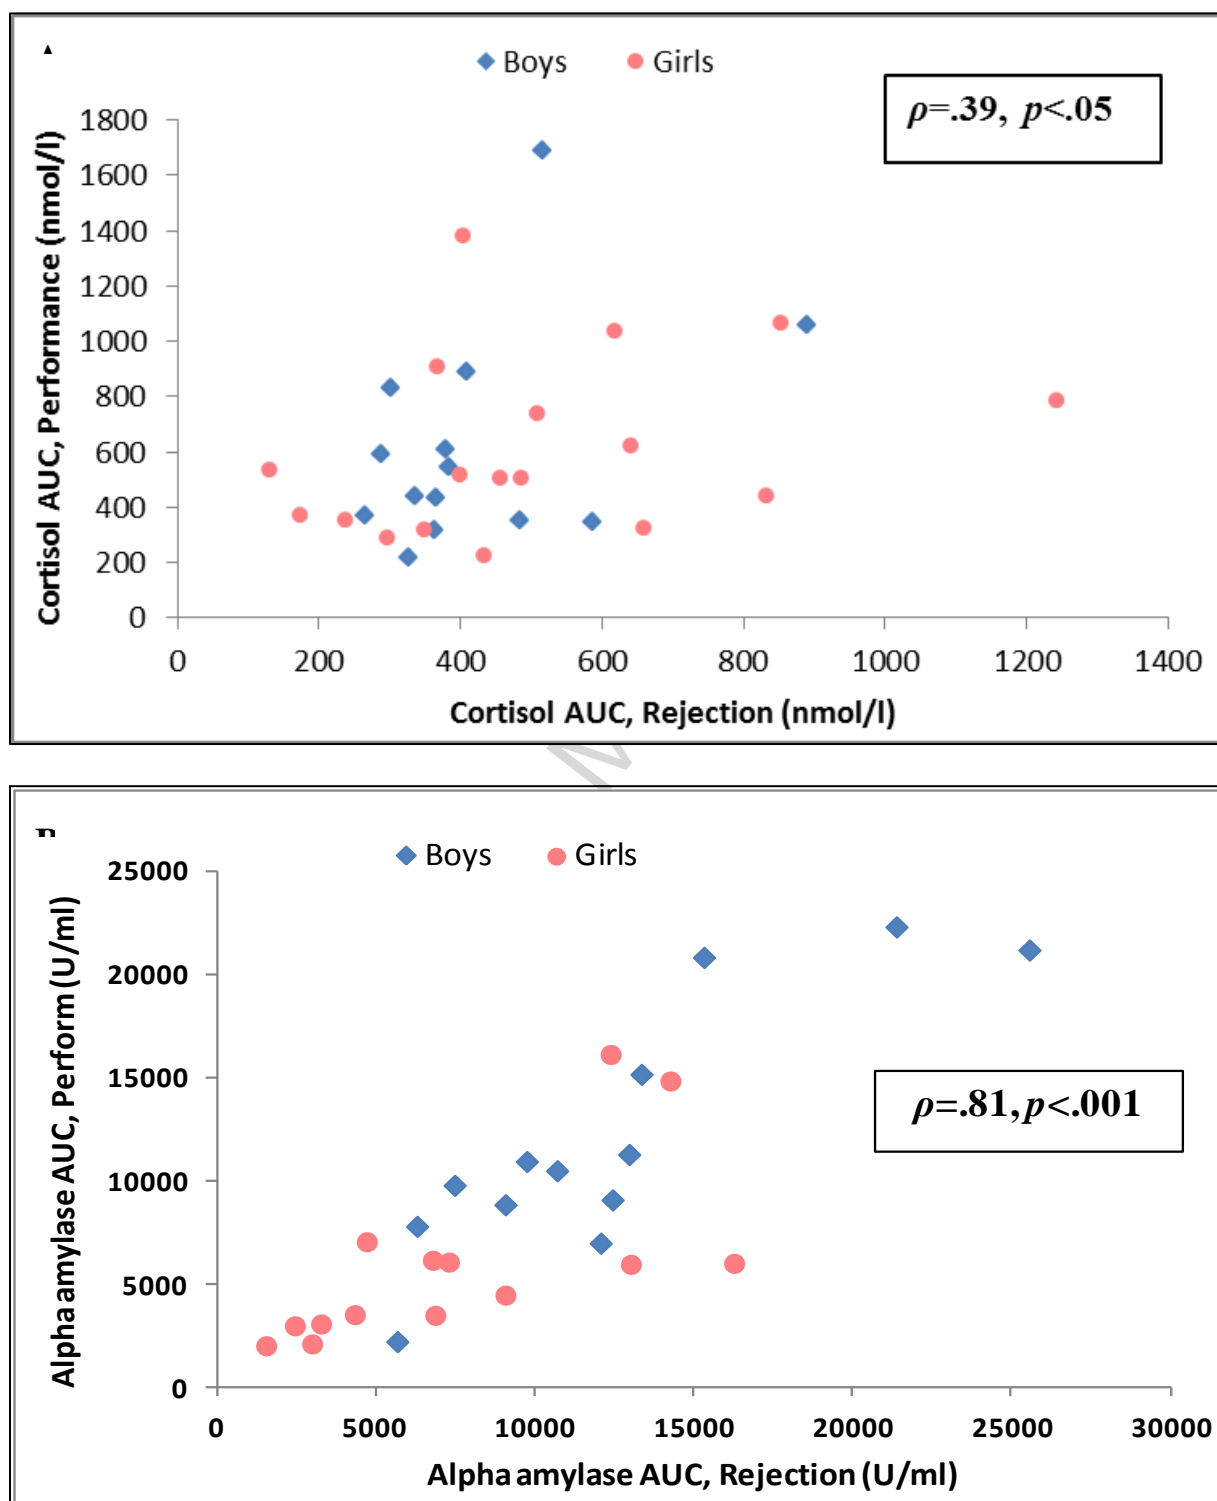 Boys Girls
ρ=.39, p<.05
Cortisol AUC, Performance (nmol/l)
1800
1600
1400
1200
1000
800
600
400
200
0
0 200 400 600 800 1000 1200 1400
Cortisol AUC, Rejection (nmol/l)
Boys Girls
ρ=.81, p<.001
Alpha amylase AUC, Perform (U/ml)
25000
20000
15000
10000
5000
0
0 5000 10000 15000 20000 25000 30000
Alpha amylase AUC, Rejection (U/ml)